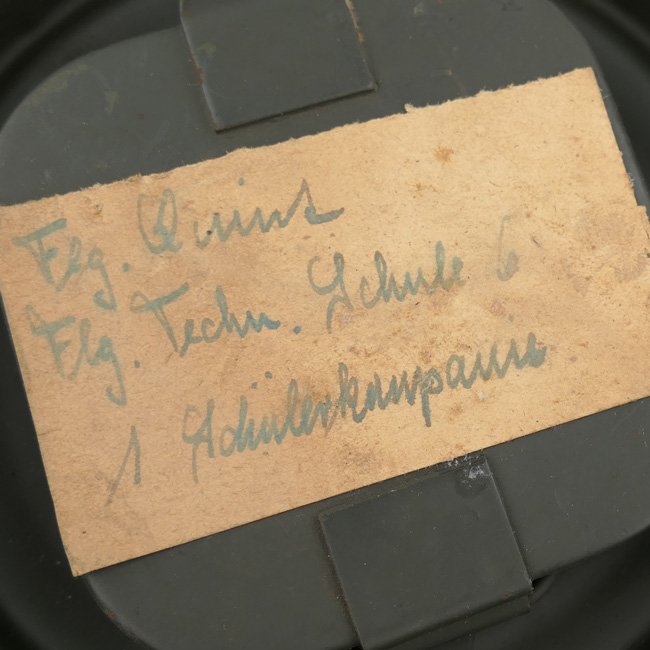 Flg. Quint
Flg. Techn. Schule 6
1 Schülerkompanie